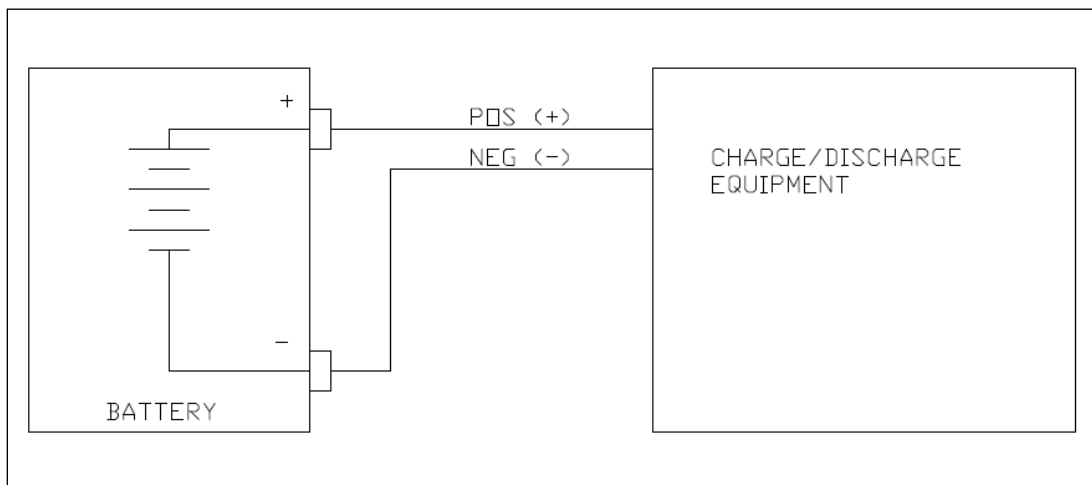 +
POS (+)
NEG (-)
CHARGE/DISCHARGE
EQUIPMENT
-
BATTERY